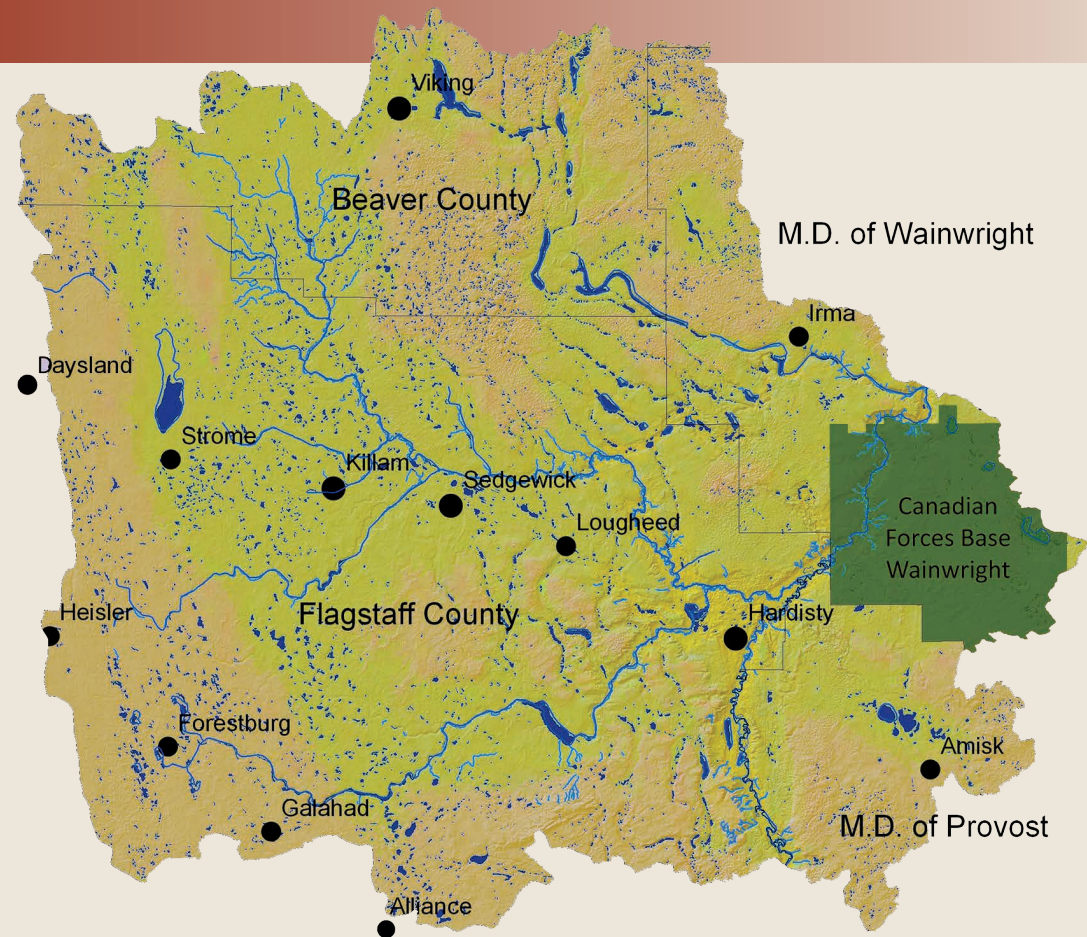 Viking
Beaver County
M.D. of Wainwright
Irma
Daysland
Strome
Killam
Sedgewick
Canadian
Forces Base
Wainwright
Lougheed
Heisler
Flagstaff County
Hardisty
Forestburg
Amisk
Galahad
M.D. of Provost
Alliance